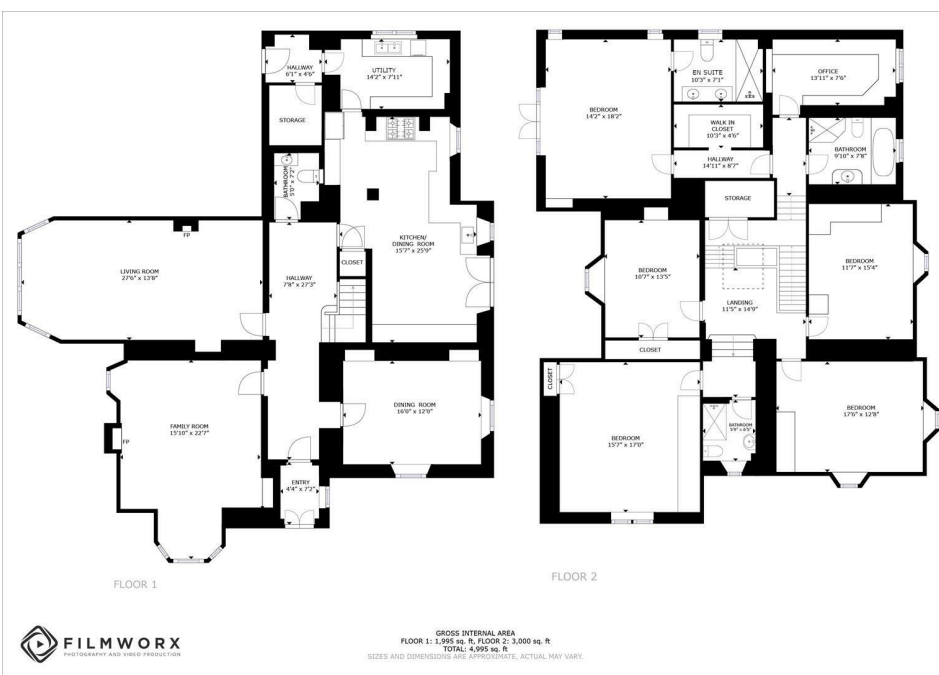 HALLWAY
6'1" x 4'6"
UTILITY
14'2" x 7'11"
STORAGE
BATHROOM
5'0" x 7'2"
KITCHEN/
DINING ROOM
15'7" x 25'9"
CLOSET
FP
LIVING ROOM
27'6" x 13'8"
HALLWAY
7'8" x 27'3"
FAMILY ROOM
15'10" x 22'7"
FP
DINING ROOM
16'0" x 12'0"
ENTRY
4'4" x 7'2"
FLOOR 1
BEDROOM
14'2" x 18'2"
EN SUITE
10'3" x 7'1"
OFFICE
13'11" x 7'6"
WALK IN
CLOSET
10'3" x 4'6"
BATHROOM
9'10" x 7'8"
HALLWAY
14'11" x 8'7"
STORAGE
BEDROOM
10'7" x 13'5"
BEDROOM
11'7" x 15'4"
LANDING
11'5" x 14'9"
CLOSET
CLOSET
BEDROOM
15'7" x 17'0"
BATHROOM
BEDROOM
17'6" x 12'8"
FLOOR 2
FILMWORX
PHOTOGRAPHY AND VIDEO PRODUCTION
GROSS INTERNAL AREA
FLOOR 1: 1,995 sq. ft, FLOOR 2: 3,000 sq. ft
TOTAL: 4,995 sq. ft
SIZES AND DIMENSIONS ARE APPROXIMATE, ACTUAL MAY VARY.